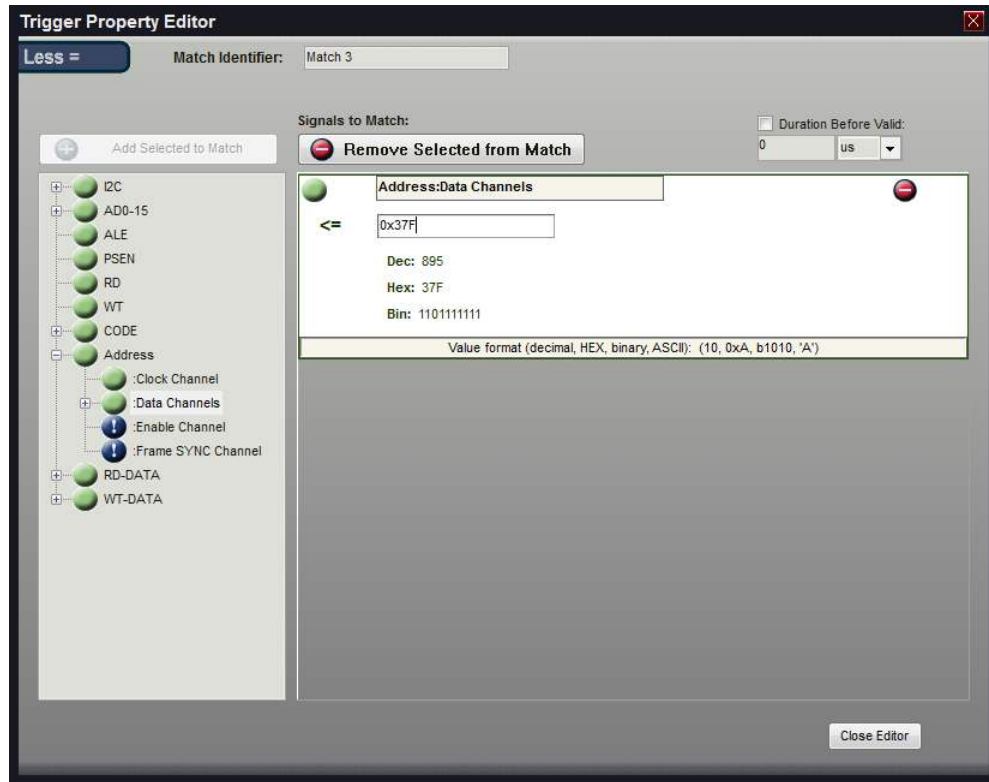 Trigger Property Editor
Less =
Match Identifier:
Match 3
Signals to Match:
Duration Before Valid:
Add Selected to Match
Remove Selected from Match
0
us
I2C
AD0-15
ALE
PSEN
RD
WT
CODE
Address
:Clock Channel
:Data Channels
:Enable Channel
:Frame SYNC Channel
RD-DATA
WT-DATA
Address:Data Channels
<=
0x37F
Dec: 895
Hex: 37F
Bin: 1101111111
Value format (decimal, HEX, binary, ASCII): (10, 0xA, b1010, 'A')
Close Editor